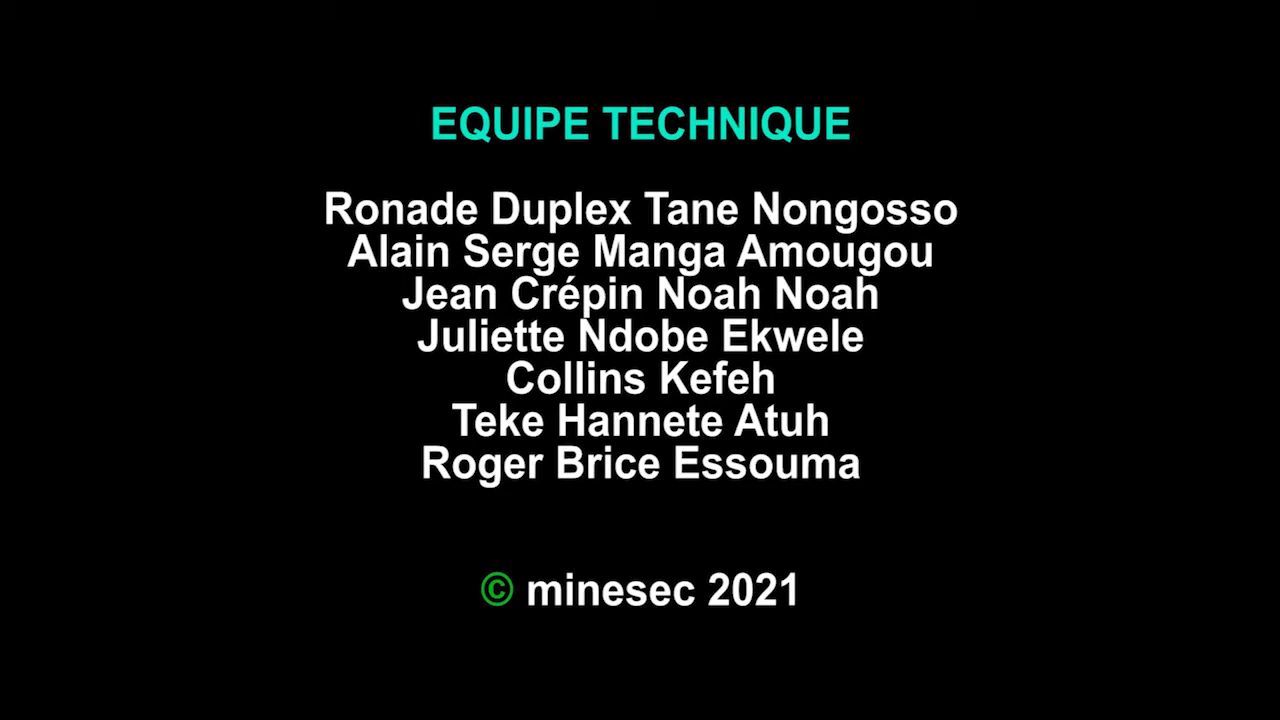 EQUIPE TECHNIQUE
Ronade Duplex Tane Nongosso
Alain Serge Manga Amougou
Jean Crépin Noah Noah
Juliette Ndobe Ekwele
Collins Kefeh
Teke Hannete Atuh
Roger Brice Essouma
© minesec 2021